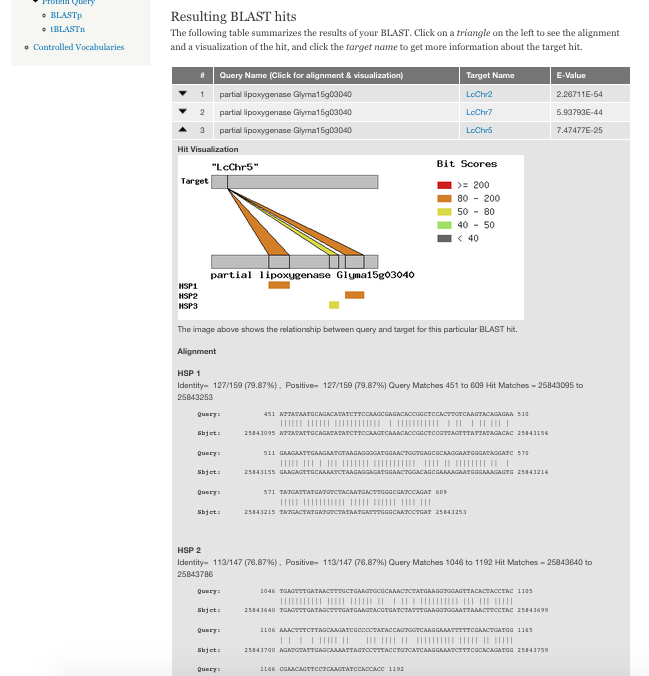 Protein Query
BLASTp
tBLASTn
Controlled Vocabularies
Resulting BLAST hits
The following table summarizes the results of your BLAST. Click on a triangle on the left to see the alignment
and a visualization of the hit, and click the target name to get more information about the target hit.
# Query Name (Click for alignment & visualization) Target Name E-Value
1 partial lipoxygenase Glyma15g03040 LcChr2 2.26711E-54
2 partial lipoxygenase Glyma15g03040 LcChr7 5.93793E-44
3 partial lipoxygenase Glyma15g03040 LcChr5 7.47477E-25
Hit Visualization
"LcChr5"
Target
Bit Scores
>= 200
80 - 200
50 - 80
40 - 50
< 40
partial lipoxygenase Glyma15g03040
HSP1
HSP2
HSP3
The image above shows the relationship between query and target for this particular BLAST hit.
Alignment
HSP 1
Identity= 127/159 (79.87%) , Positive= 127/159 (79.87%) Query Matches 451 to 609 Hit Matches = 25843095 to
25843253
Query: 451 ATTATAATGCAGACATATCTTCCAAGCGAGACACCGGCTCCACTTGTCAAGTACAGAGAA 510
Sbjct: 25843095 ATTATATTGCAGATATATCTTCCAAGTCAAACACCGGCTCCGTTAGTTTATTATAGACAC 25843154
Query: 511 GAAGAATTGAAGAATGTAAGAGGGGATGGAACTGGTGAGCGCAAGGAATGGGATAGGATC 570
Sbjct: 25843155 GAAGAGTTGCAAAATCTAAGAGGAGATGGAACTGGACAGCGAAAAGAATGGGAAAGAGTG 25843214
Query: 571 TATGATTATGATGTCTACAATGACTTGGGCGATCCAGAT 609
Sbjct: 25843215 TATGACTATGATGTCTATAATGATTTGGGCAATCCTGAT 25843253
HSP 2
Identity= 113/147 (76.87%) , Positive= 113/147 (76.87%) Query Matches 1046 to 1192 Hit Matches = 25843640 to
25843786
Query: 1046 TGAGTTTGATAACTTTGCTGAAGTGCGCAAACTCTATGAAGGTGGAGTTACACTACCTAC 1105
Sbjct: 25843640 TGAGTTTGATAGCTTTGATGAAGTACGTGATCTATTTGAAGGTGGAATTAAACTTCCTAC 25843699
Query: 1106 AAACTTTCTTAGCAAGATCGCCCCTATACCAGTGGTCAAGGAAATTTTTCGAACTGATGG 1165
Sbjct: 25843700 AGATGTATTGAGCAAAATTAGTCCTTTACCTGTCATCAAGGAAATCTTTCGCACAGATGG 25843759
Query: 1166 CGAACAGTTCCTCAAGTATCCACCACC 1192